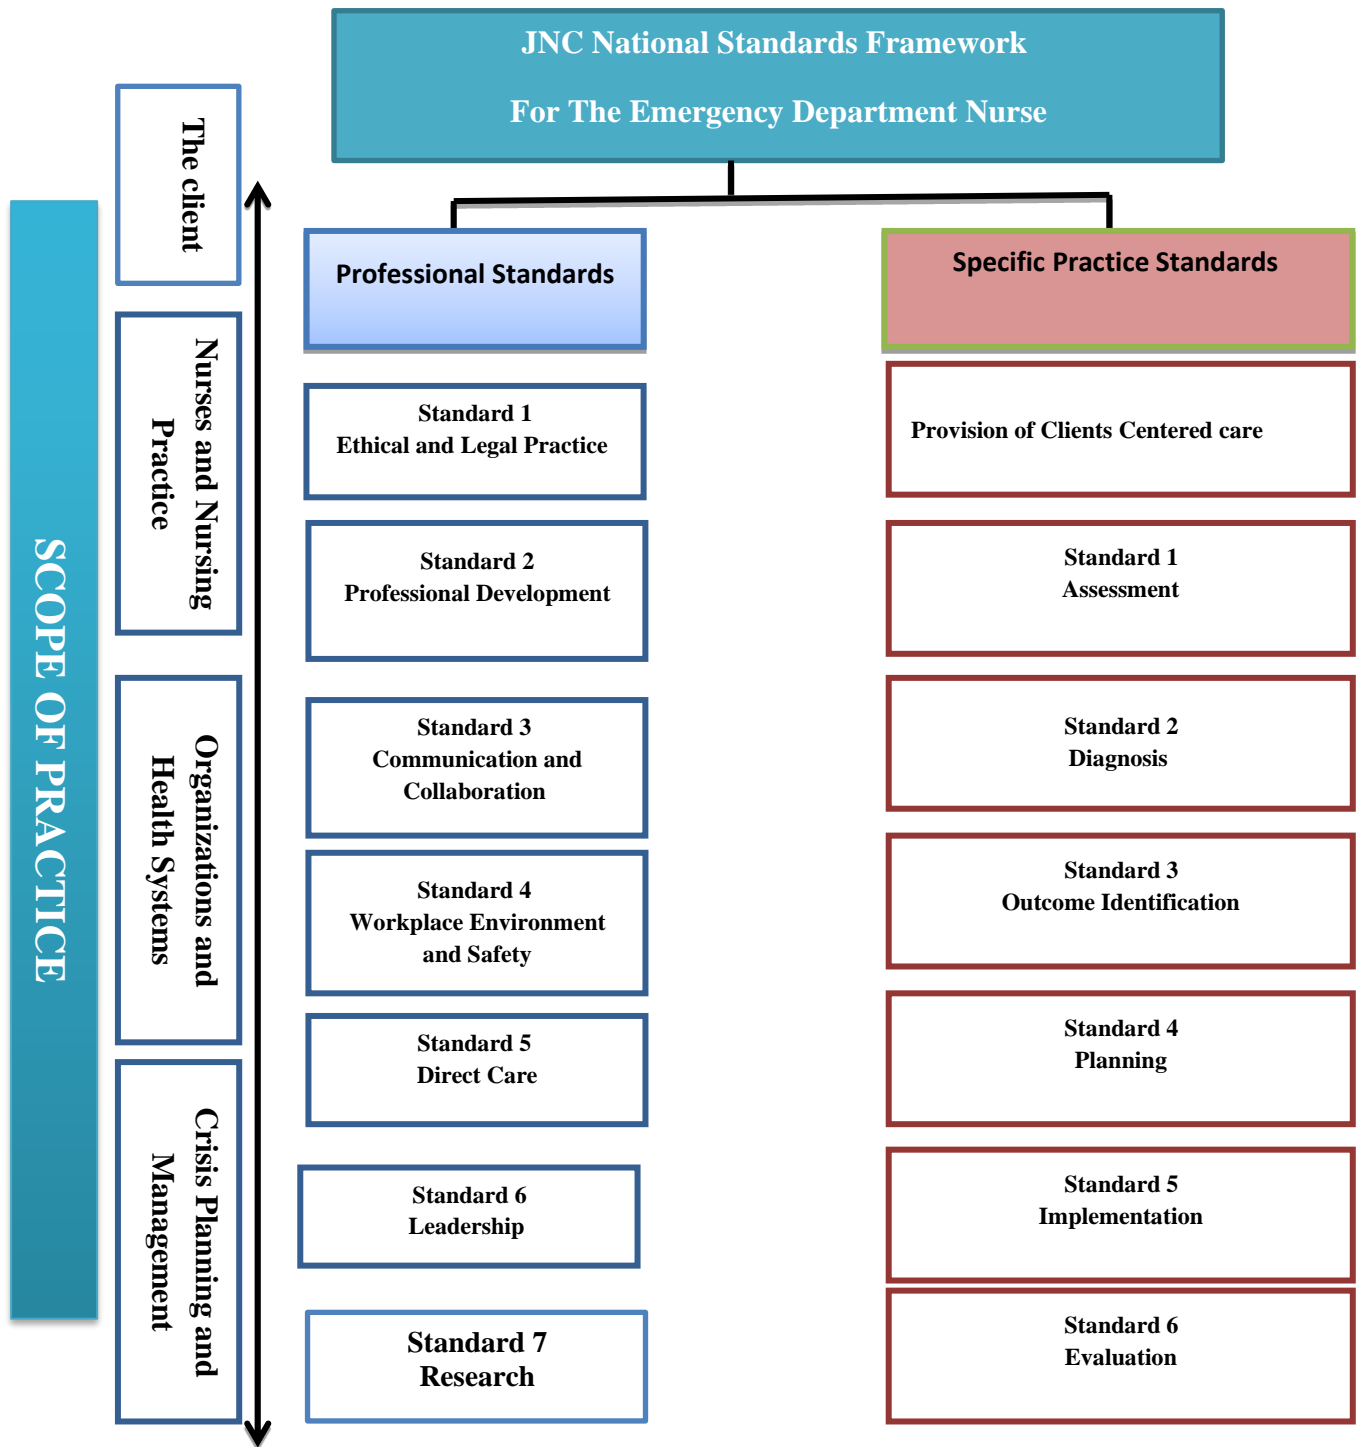 JNC National Standards Framework
For The Emergency Department Nurse
SCOPE OF PRACTICE
The client
Nurses and Nursing
Practice
Organizations and
Health Systems
Crisis Planning and
Management
Professional Standards
Standard 1
Ethical and Legal Practice
Standard 2
Professional Development
Standard 3
Communication and
Collaboration
Standard 4
Workplace Environment
and Safety
Standard 5
Direct Care
Standard 6
Leadership
Standard 7
Research
Specific Practice Standards
Provision of Clients Centered care
Standard 1
Assessment
Standard 2
Diagnosis
Standard 3
Outcome Identification
Standard 4
Planning
Standard 5
Implementation
Standard 6
Evaluation